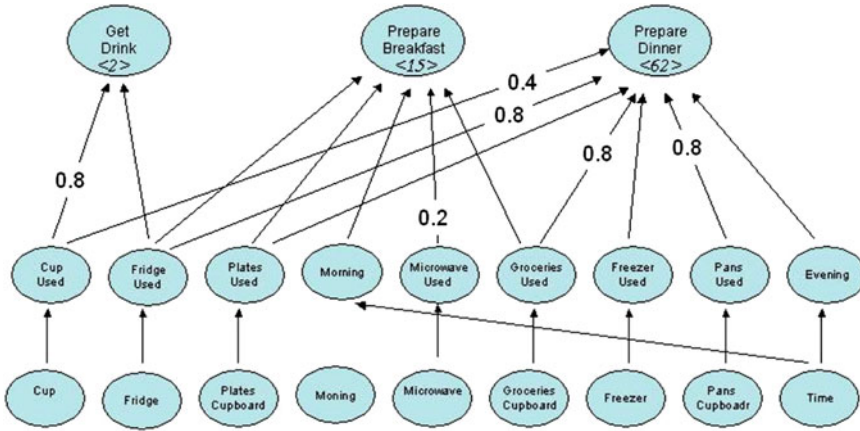 Get
Drink
<2>
Prepare
Breakfast
<15>
Prepare
Dinner
<62>
0.4
0.8
0.8
0.8
0.8
0.2
Cup
Used
Fridge
Used
Plates
Used
Morning
Microwave
Used
Groceries
Used
Freezer
Used
Pans
Used
Evening
Cup
Fridge
Plates
Cupboard
Moning
Microwave
Groceries
Cupboard
Freezer
Pans
Cupboadr
Time